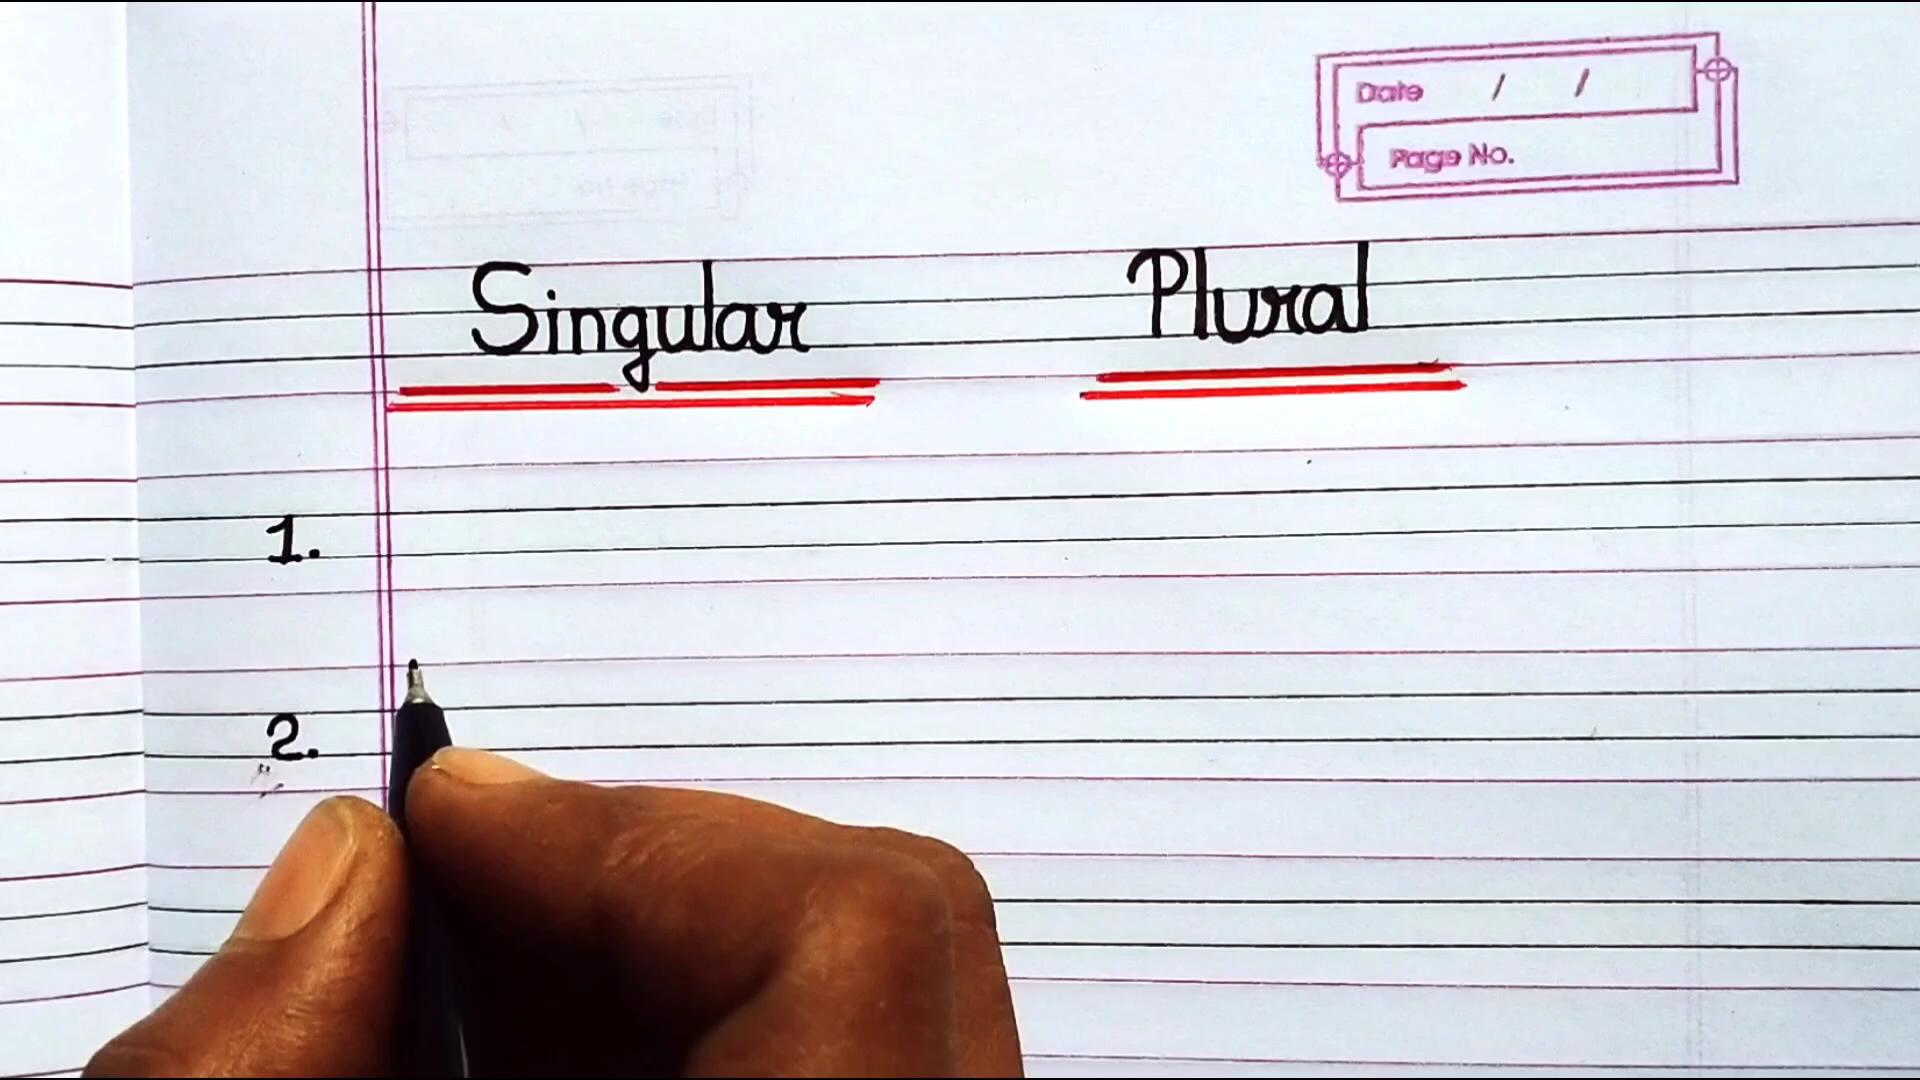 Date / /
Page No.
Singular Plural
1.
2.